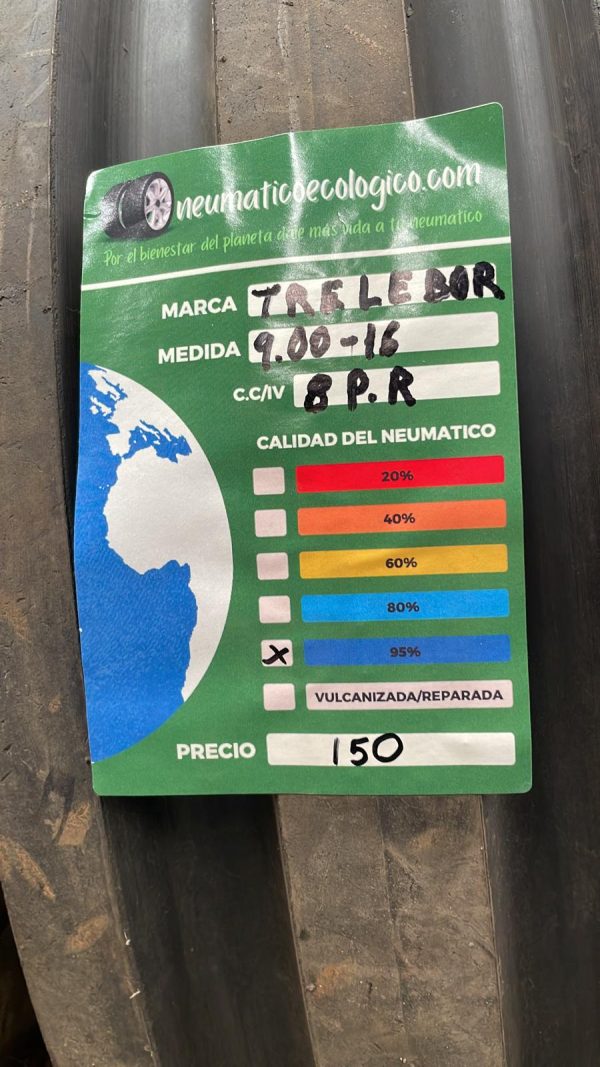 neumaticoecologico.com
Por el bienestar del planeta dale más vida a tu neumatico
MARCA TRELEBOR
MEDIDA 9.00-16
C.C/IV 8 P.R
CALIDAD DEL NEUMATICO
20%
40%
60%
80%
X 95%
VULCANIZADA/REPARADA
PRECIO 150